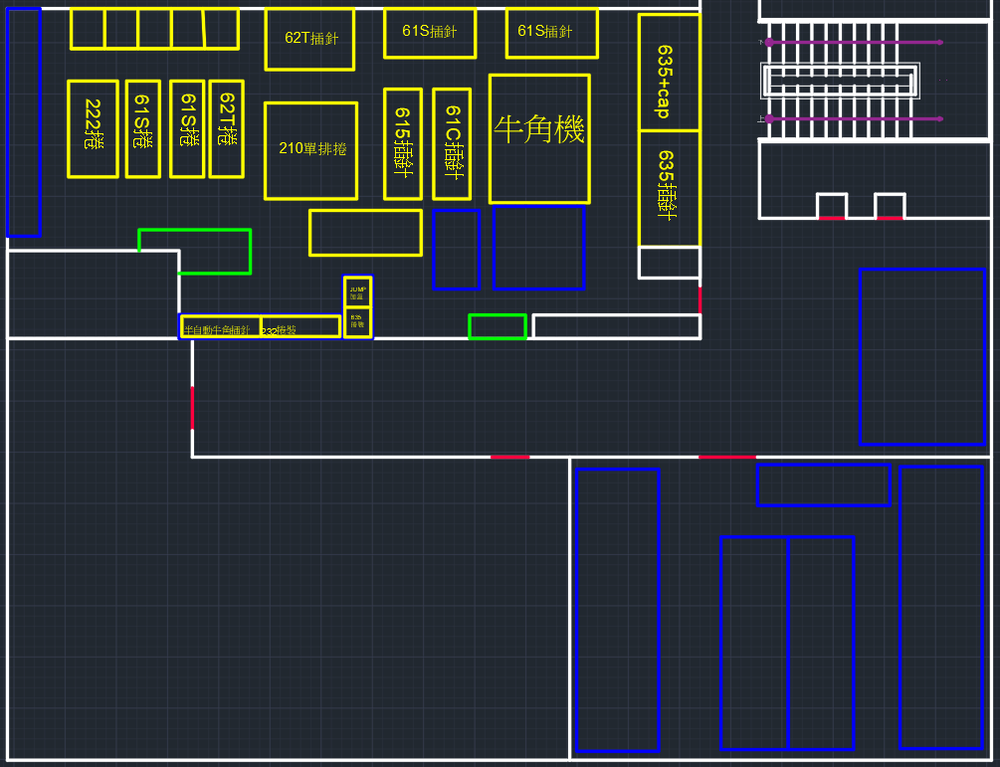 62T插針
61S插針
61S插針
635+cap
下
222捲
61S捲
61S捲
62T捲
210單排捲
615插針
61C插針
牛角機
635插針
上
JUMP
加溫
635
捲裝
半自動牛角插針
232捲裝